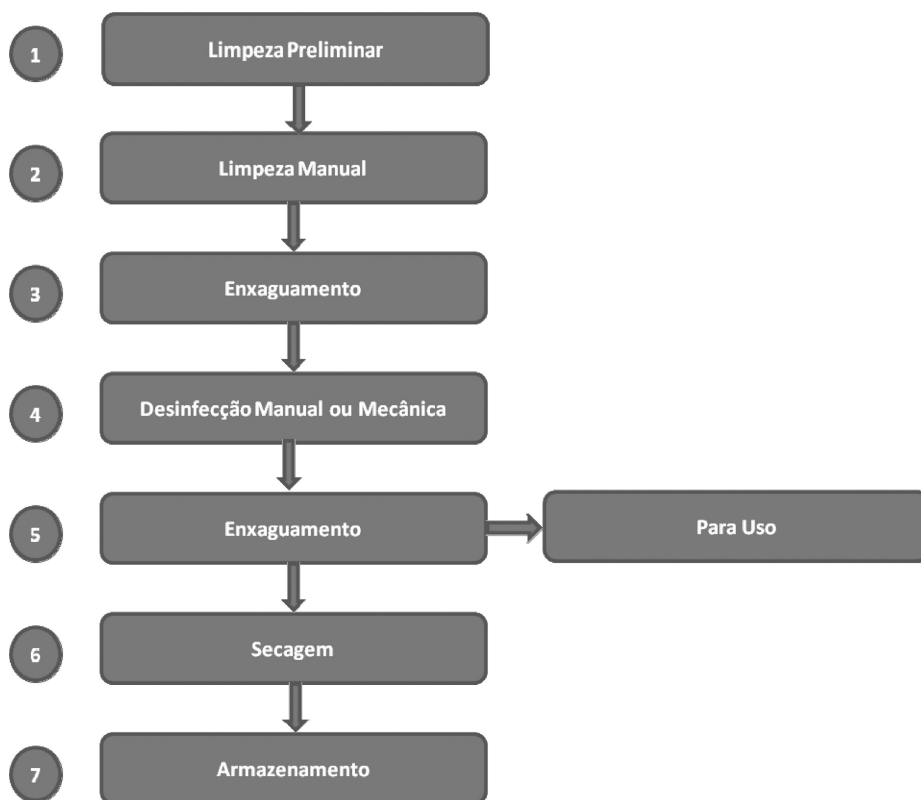 1
Limpeza Preliminar
2
Limpeza Manual
3
Enxaguamento
4
Desinfecção Manual ou Mecânica
5
Enxaguamento
Para Uso
6
Secagem
7
Armazenamento